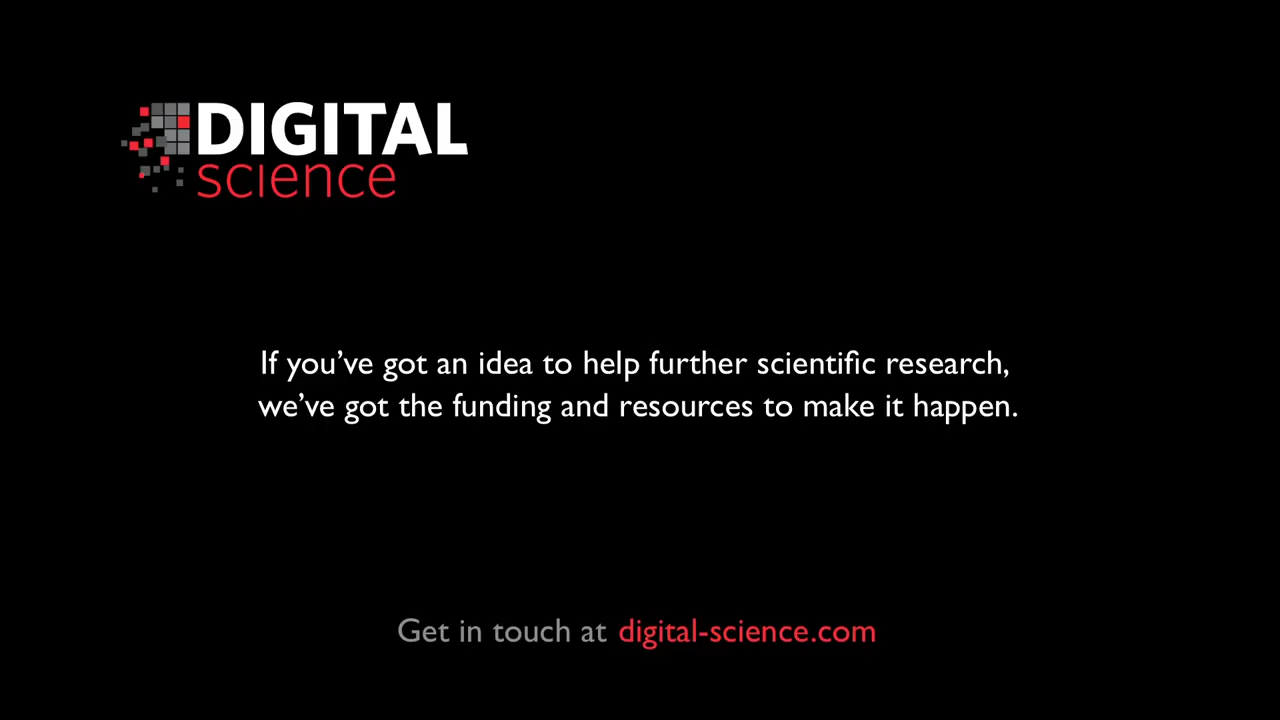 DIGITAL
science
If you’ve got an idea to help further scientific research,
we’ve got the funding and resources to make it happen.
Get in touch at digital-science.com